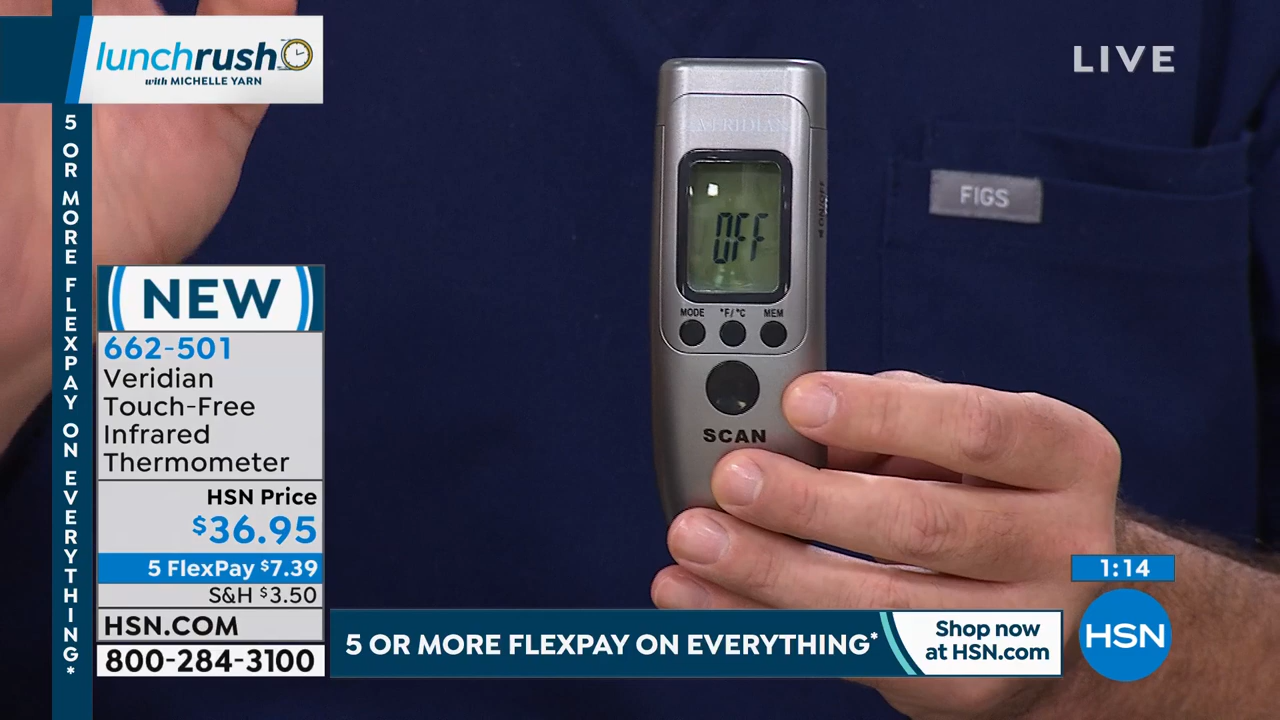 lunchrush
with MICHELLE YARN
LIVE
5 OR MORE FLEXPAY ON EVERYTHING*
NEW
662-501
Veridian
Touch-Free
Infrared
Thermometer
HSN Price
$36.95
5 FlexPay $7.39
S&H $3.50
HSN.COM
800-284-3100
VERIDIAN
OFF
ON/OFF
MODE °F/°C MEM
SCAN
FIGS
5 OR MORE FLEXPAY ON EVERYTHING*
Shop now
at HSN.com
1:14
HSN